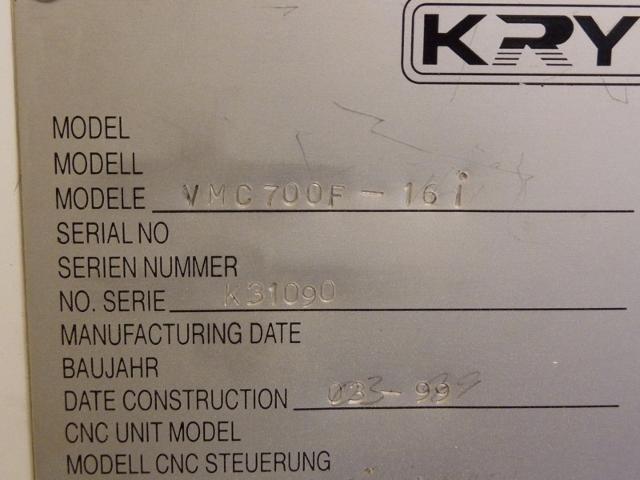 KRY
MODEL
MODELL
MODELE VMC700F-16i
SERIAL NO
SERIEN NUMMER
NO. SERIE K31090
MANUFACTURING DATE
BAUJAHR
DATE CONSTRUCTION 03-99
CNC UNIT MODEL
MODELL CNC STEUERUNG